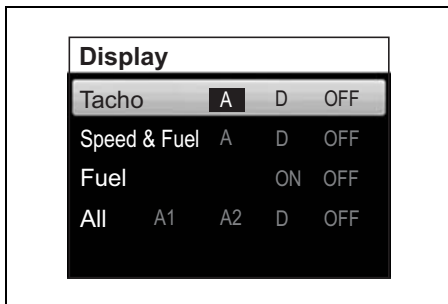 Display
Tacho A D OFF
Speed & Fuel A D OFF
Fuel ON OFF
All A1 A2 D OFF